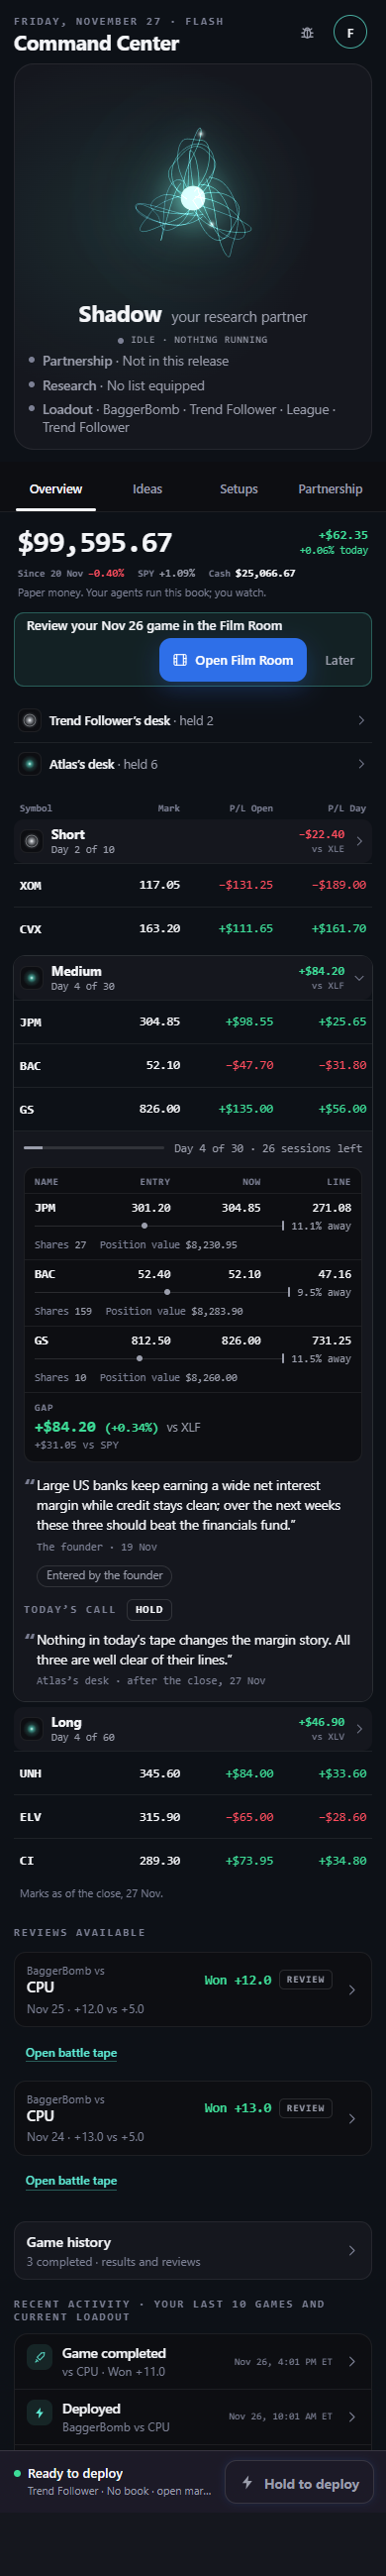 FRIDAY, NOVEMBER 27 · FLASH
Command Center
F
Shadow your research partner
IDLE · NOTHING RUNNING
Partnership · Not in this release
Research · No list equipped
Loadout · BaggerBomb · Trend Follower · League ·
Trend Follower
Overview Ideas Setups Partnership
$99,595.67 +$62.35
+0.06% today
Since 20 Nov −0.40% SPY +1.09% Cash $25,066.67
Paper money. Your agents run this book; you watch.
Review your Nov 26 game in the Film Room
Open Film Room Later
Trend Follower's desk · held 2
Atlas's desk · held 6
Symbol Mark P/L Open P/L Day
Short −$22.40
Day 2 of 10 vs XLE
XOM 117.05 −$131.25 −$189.00
CVX 163.20 +$111.65 +$161.70
Medium +$84.20
Day 4 of 30 vs XLF
JPM 304.85 +$98.55 +$25.65
BAC 52.10 −$47.70 −$31.80
GS 826.00 +$135.00 +$56.00
Day 4 of 30 · 26 sessions left
NAME ENTRY NOW LINE
JPM 301.20 304.85 271.08
11.1% away
Shares 27 Position value $8,230.95
BAC 52.40 52.10 47.16
9.5% away
Shares 159 Position value $8,283.90
GS 812.50 826.00 731.25
11.5% away
Shares 10 Position value $8,260.00
GAP
+$84.20 (+0.34%) vs XLF
+$31.05 vs SPY
“Large US banks keep earning a wide net interest
margin while credit stays clean; over the next weeks
these three should beat the financials fund.”
The founder · 19 Nov
Entered by the founder
TODAY'S CALL HOLD
“Nothing in today's tape changes the margin story. All
three are well clear of their lines.”
Atlas's desk · after the close, 27 Nov
Long +$46.90
Day 4 of 60 vs XLV
UNH 345.60 +$84.00 +$33.60
ELV 315.90 −$65.00 −$28.60
CI 289.30 +$73.95 +$34.80
Marks as of the close, 27 Nov.
REVIEWS AVAILABLE
BaggerBomb vs
CPU Won +12.0 REVIEW
Nov 25 · +12.0 vs +5.0
Open battle tape
BaggerBomb vs
CPU Won +13.0 REVIEW
Nov 24 · +13.0 vs +5.0
Open battle tape
Game history
3 completed · results and reviews
RECENT ACTIVITY · YOUR LAST 10 GAMES AND
CURRENT LOADOUT
Game completed Nov 26, 4:01 PM ET
vs CPU · Won +11.0
Deployed Nov 26, 10:01 AM ET
BaggerBomb vs CPU
Ready to deploy
Trend Follower · No book · open mar...
Hold to deploy